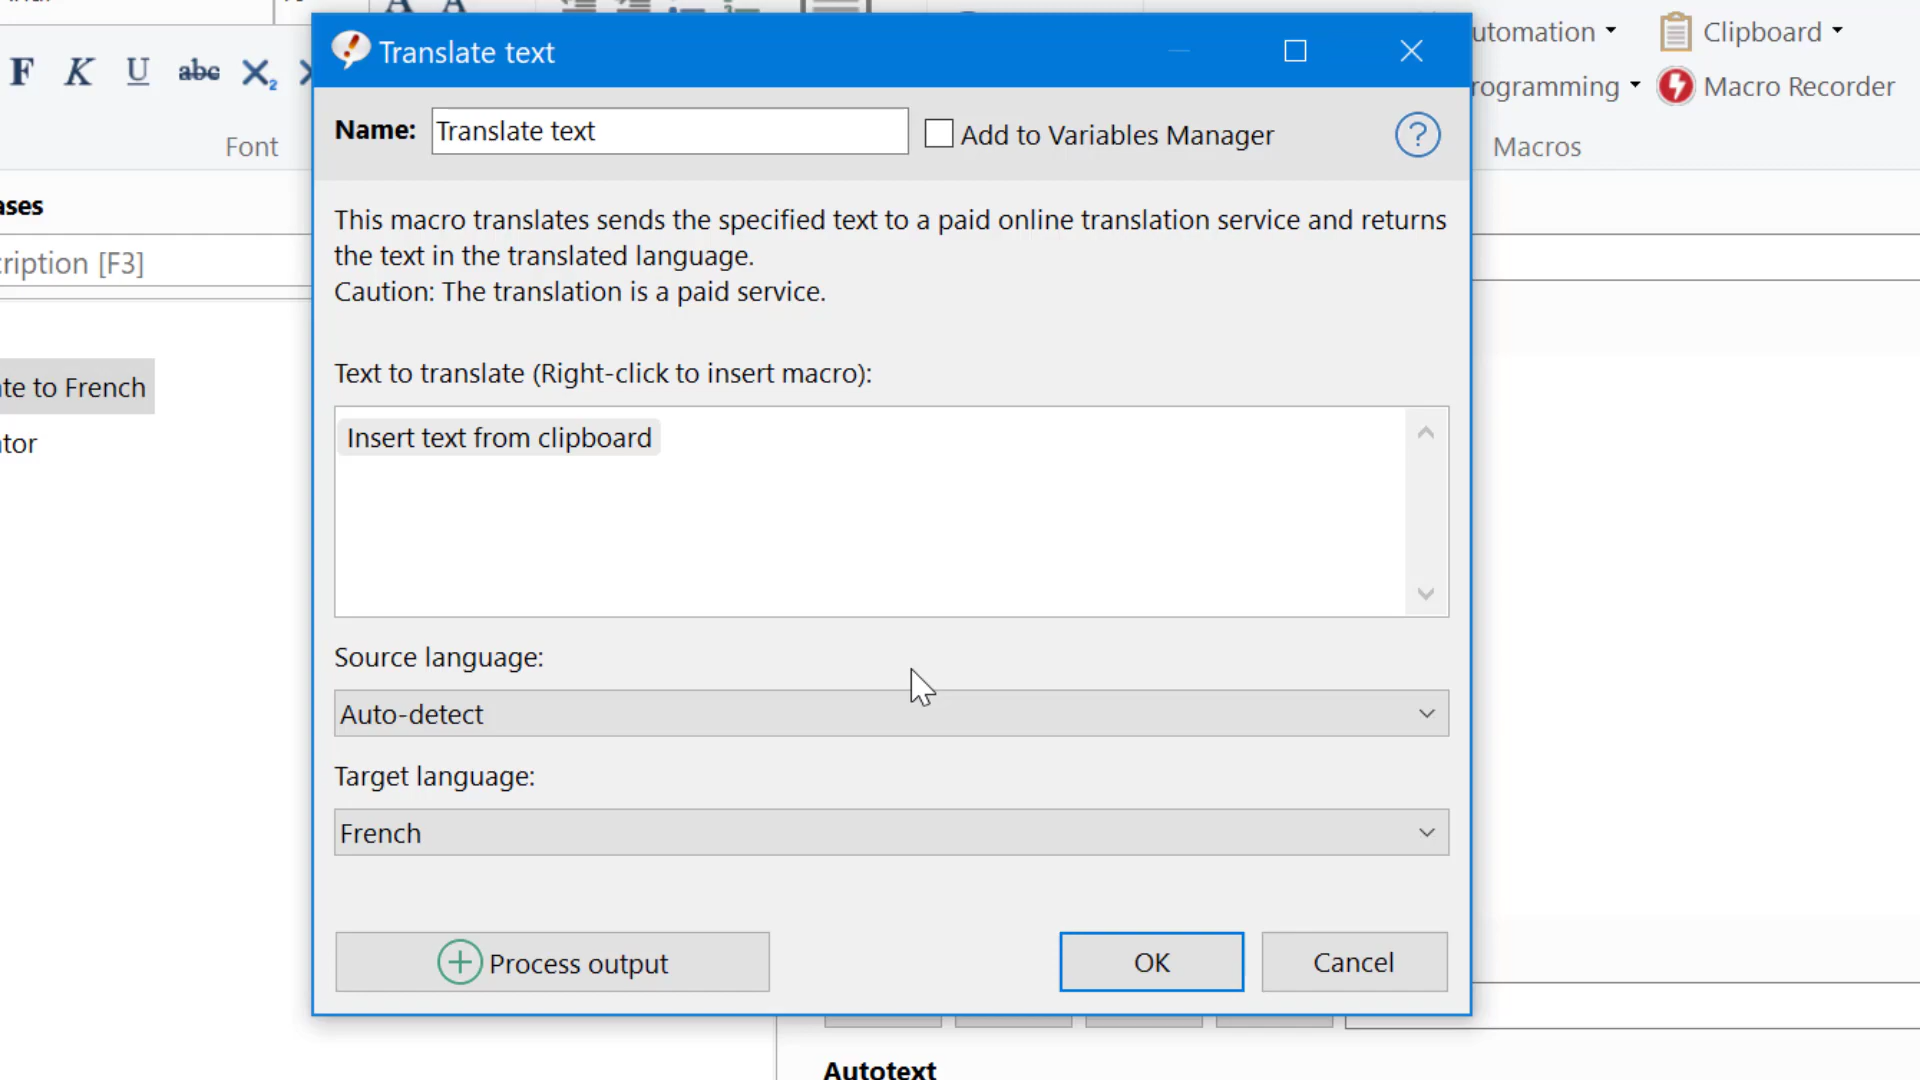 Translate text
utomation
Clipboard
F K U abc X₂
rogramming
Macro Recorder
Name: Translate text
Add to Variables Manager
?
Font
Macros
ases
This macro translates sends the specified text to a paid online translation service and returns
cription [F3]
the text in the translated language.
Caution: The translation is a paid service.
Text to translate (Right-click to insert macro):
te to French
Insert text from clipboard
tor
Source language:
Auto-detect
Target language:
French
Process output
OK
Cancel
Autotext